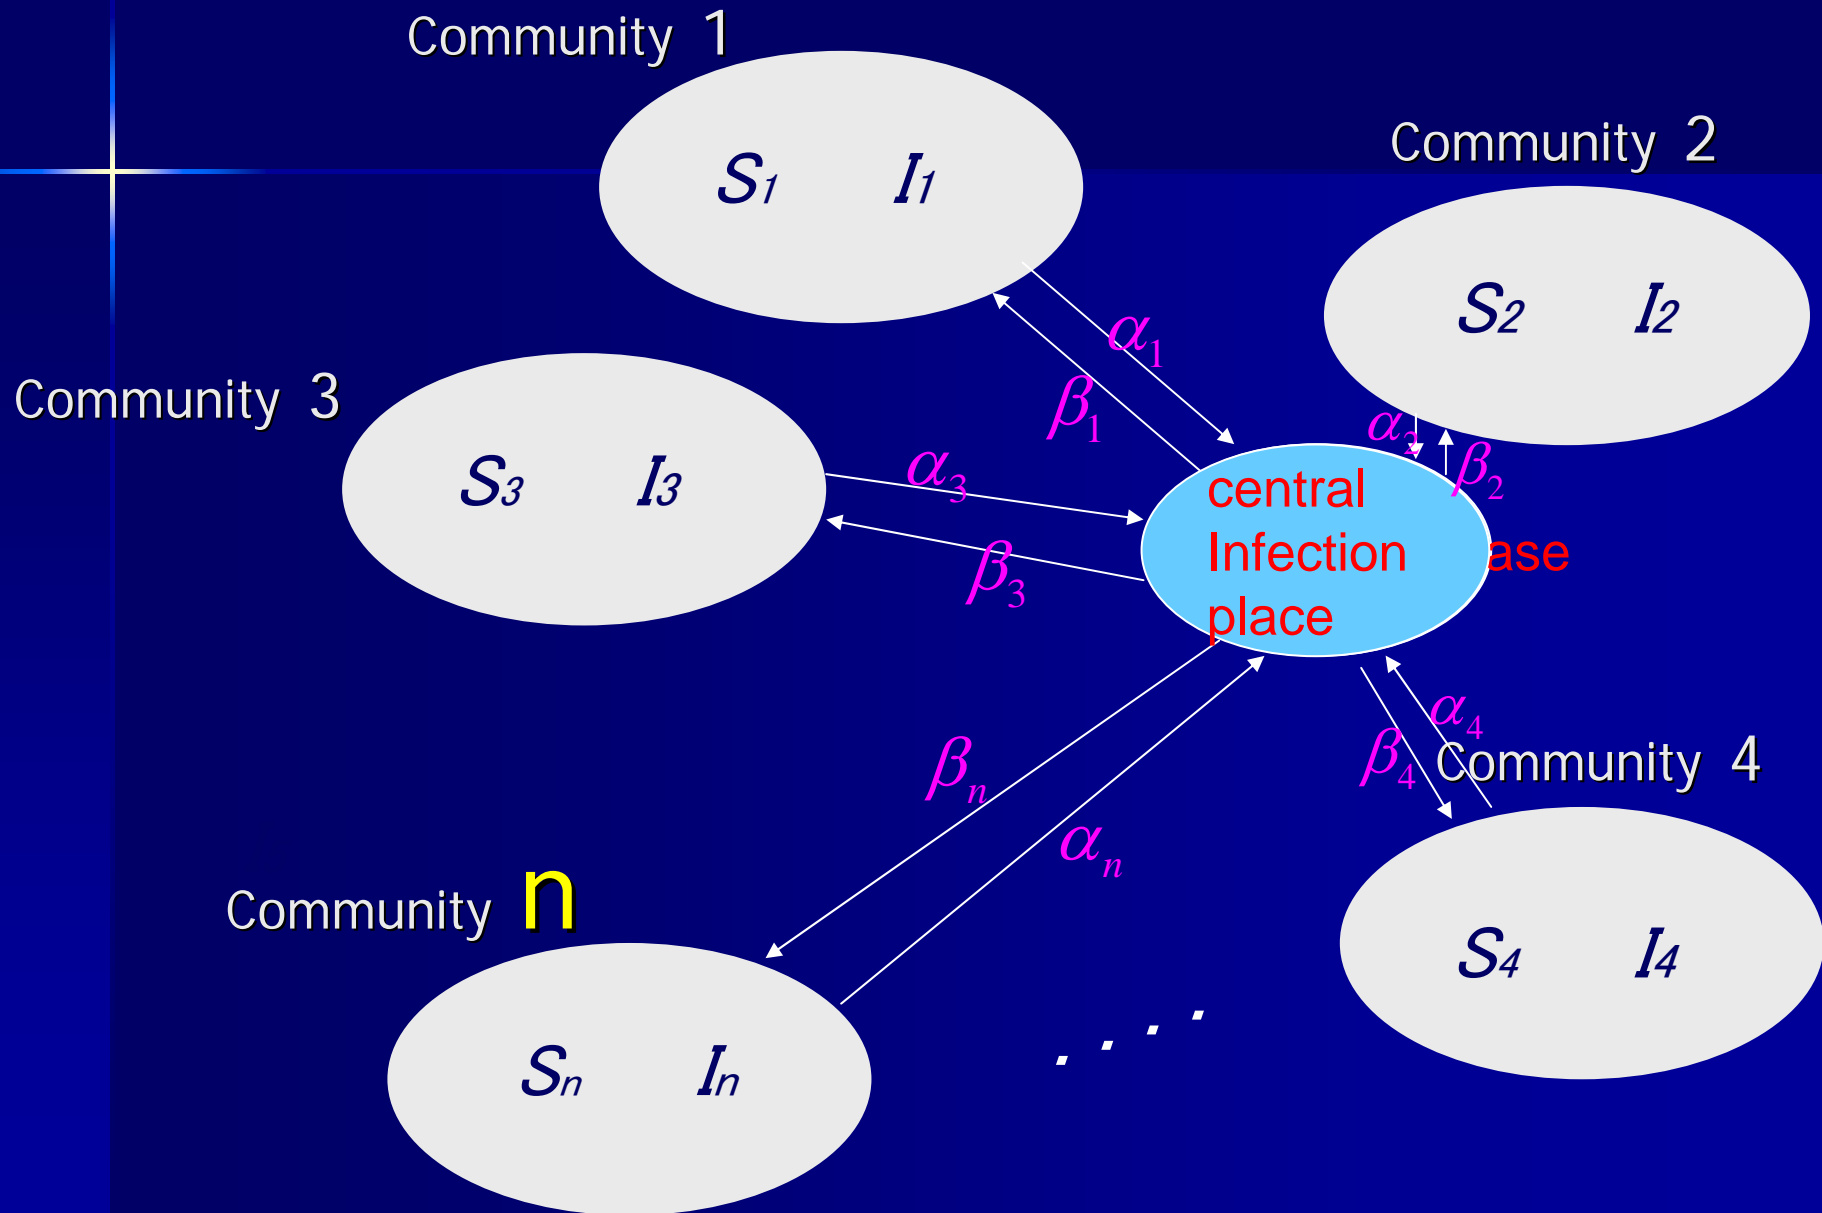 Community 1
S1 I1
Community 2
S2 I2
α1
β1
Community 3
S3 I3
α2
β2
α3
β3
central
Infection ase
place
βn
αn
α4
β4
Community 4
S4 I4
Community n
Sn In
. . . .